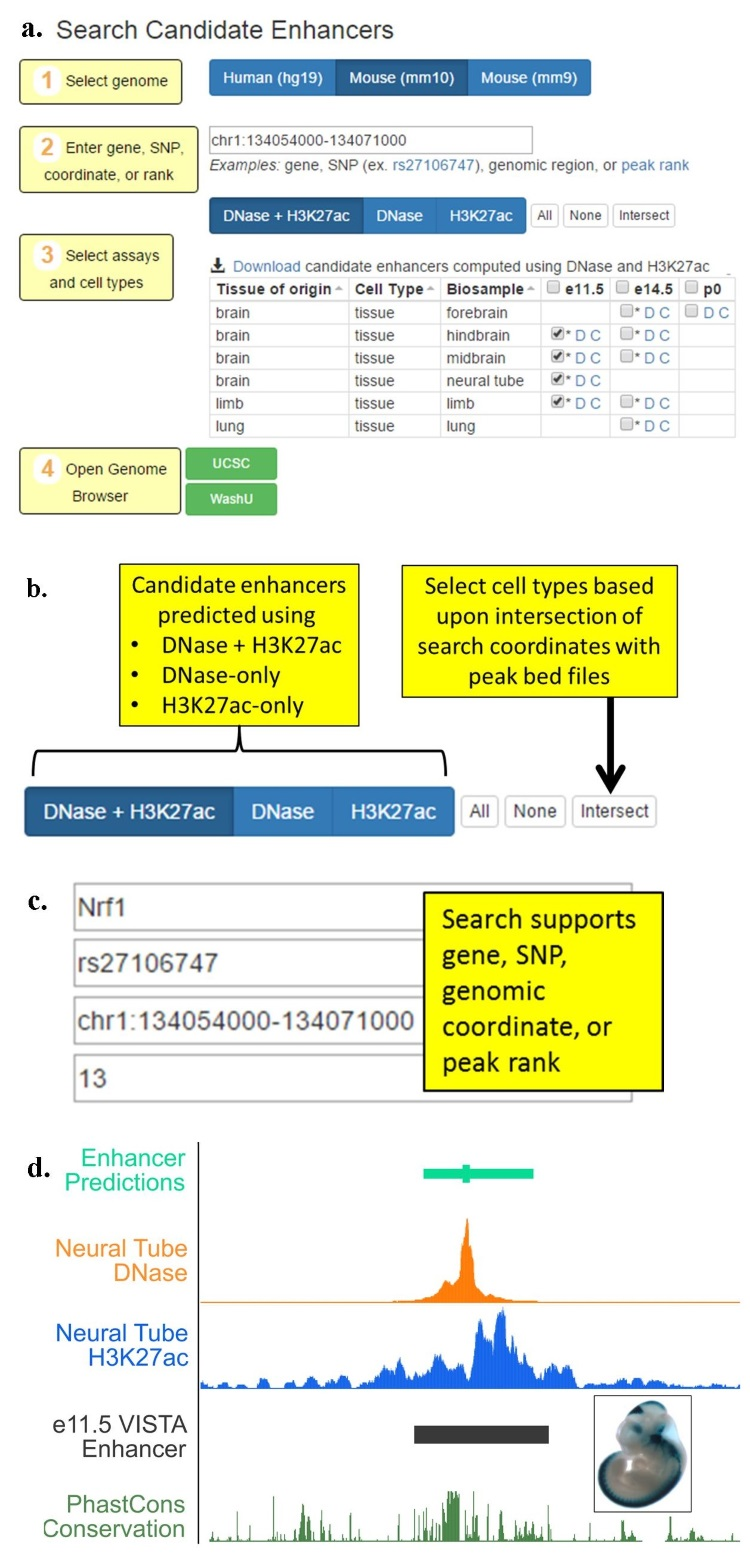 a. Search Candidate Enhancers
1 Select genome
Human (hg19) Mouse (mm10) Mouse (mm9)
2 Enter gene, SNP,
coordinate, or rank
chr1:134054000-134071000
Examples: gene, SNP (ex. rs27106747), genomic region, or peak rank
DNase + H3K27ac DNase H3K27ac All None Intersect
3 Select assays
and cell types
Download candidate enhancers computed using DNase and H3K27ac
Tissue of origin Cell Type Biosample e11.5 e14.5 p0
brain tissue forebrain * D C D C
brain tissue hindbrain * D C * D C
brain tissue midbrain * D C * D C
brain tissue neural tube * D C
limb tissue limb * D C * D C
lung tissue lung * D C
4 Open Genome
Browser
UCSC
WashU
b.
Candidate enhancers
predicted using
• DNase + H3K27ac
• DNase-only
• H3K27ac-only
Select cell types based
upon intersection of
search coordinates with
peak bed files
DNase + H3K27ac DNase H3K27ac All None Intersect
c.
Nrf1
rs27106747
chr1:134054000-134071000
13
Search supports
gene, SNP,
genomic
coordinate, or
peak rank
d.
Enhancer
Predictions
Neural Tube
DNase
Neural Tube
H3K27ac
e11.5 VISTA
Enhancer
PhastCons
Conservation